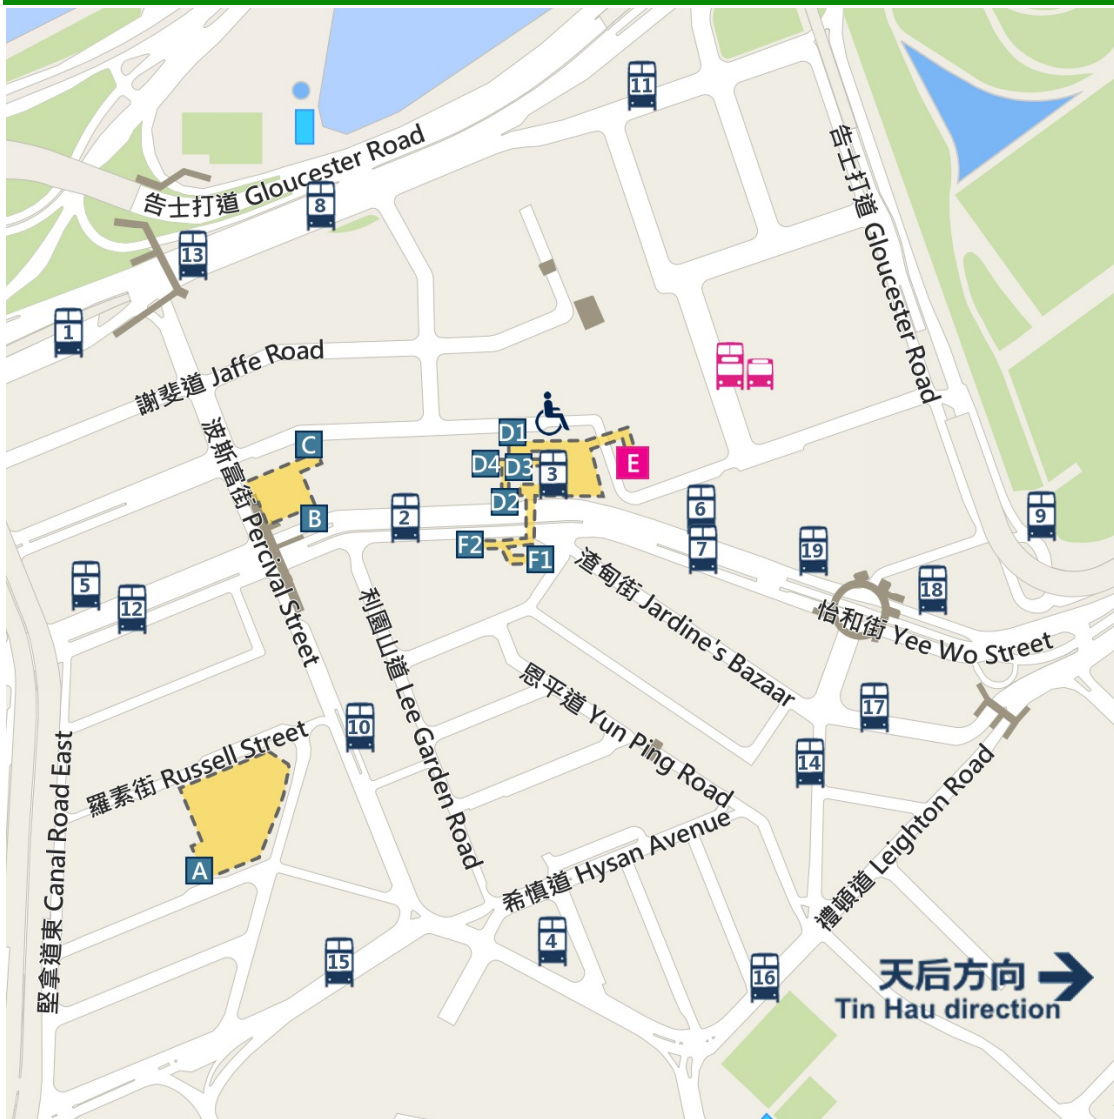 11
告士打道 Gloucester Road
告士打道 Gloucester Road
8
13
1
謝斐道 Jaffe Road
波斯富街 Percival Street
C
B
D1
D4
D3
3
D2
E
2
F2
F1
6
7
19
9
18
5
12
渣甸街 Jardine's Bazaar
怡和街 Yee Wo Street
利園山道 Lee Garden Road
恩平道 Yun Ping Road
17
10
14
羅素街 Russell Street
堅拿道東 Canal Road East
A
希慎道 Hysan Avenue
禮頓道 Leighton Road
4
15
16
天后方向
Tin Hau direction